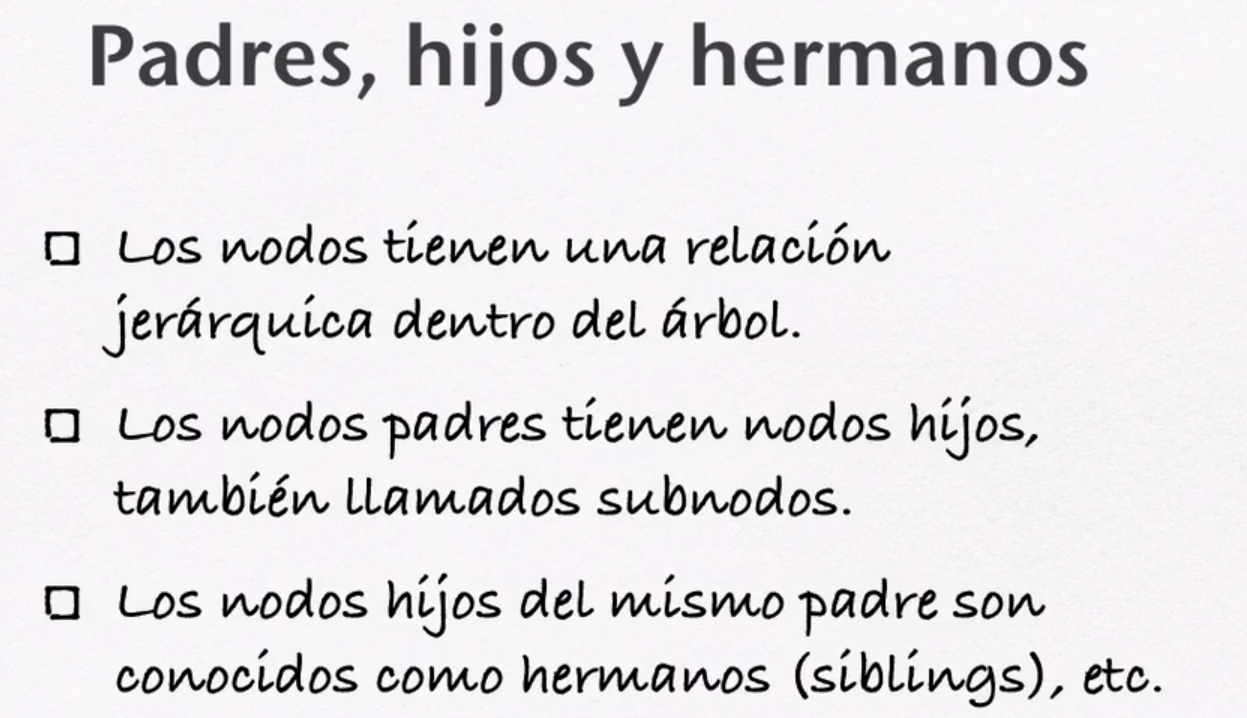 Padres, hijos y hermanos
Los nodos tienen una relación
jerárquica dentro del árbol.
Los nodos padres tienen nodos hijos,
también llamados subnodos.
Los nodos hijos del mismo padre son
conocidos como hermanos (siblings), etc.